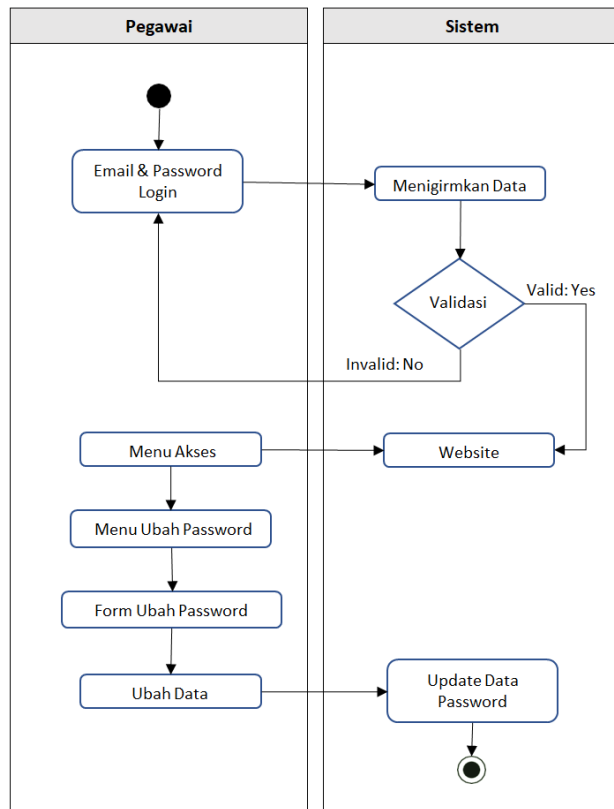 Pegawai
Sistem
Email & Password
Login
Menigirmkan Data
Validasi
Valid: Yes
Invalid: No
Menu Akses
Website
Menu Ubah Password
Form Ubah Password
Ubah Data
Update Data
Password